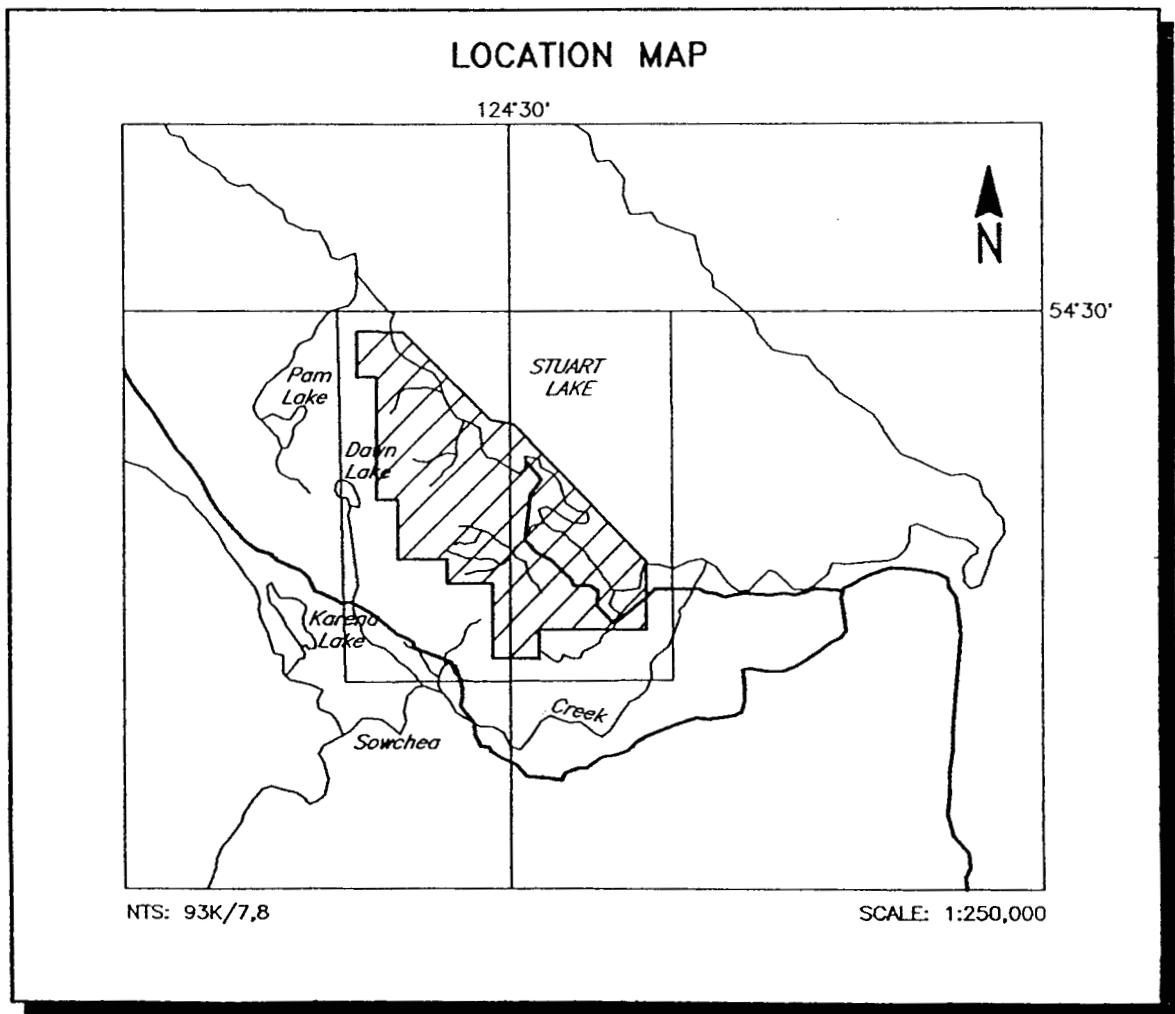 LOCATION MAP
124°30'
N
54°30'
STUART
LAKE
Pam
Lake
Dawn
Lake
Karena
Lake
Creek
Sowchea
NTS: 93K/7,8
SCALE: 1:250,000